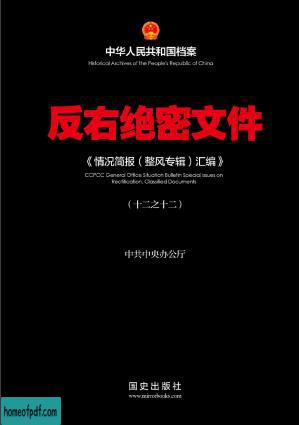 中华人民共和国档案
Historical Archives of the People's Republic of China
反右绝密文件
《情况简报（整风专辑）汇编》
CCPCC General Office Situation Bulletin Special Issues on
Rectification, Classified Documents
（十二之十二）
中共中央办公厅
国史出版社
www.mirrorbooks.com
homeofpdf.com